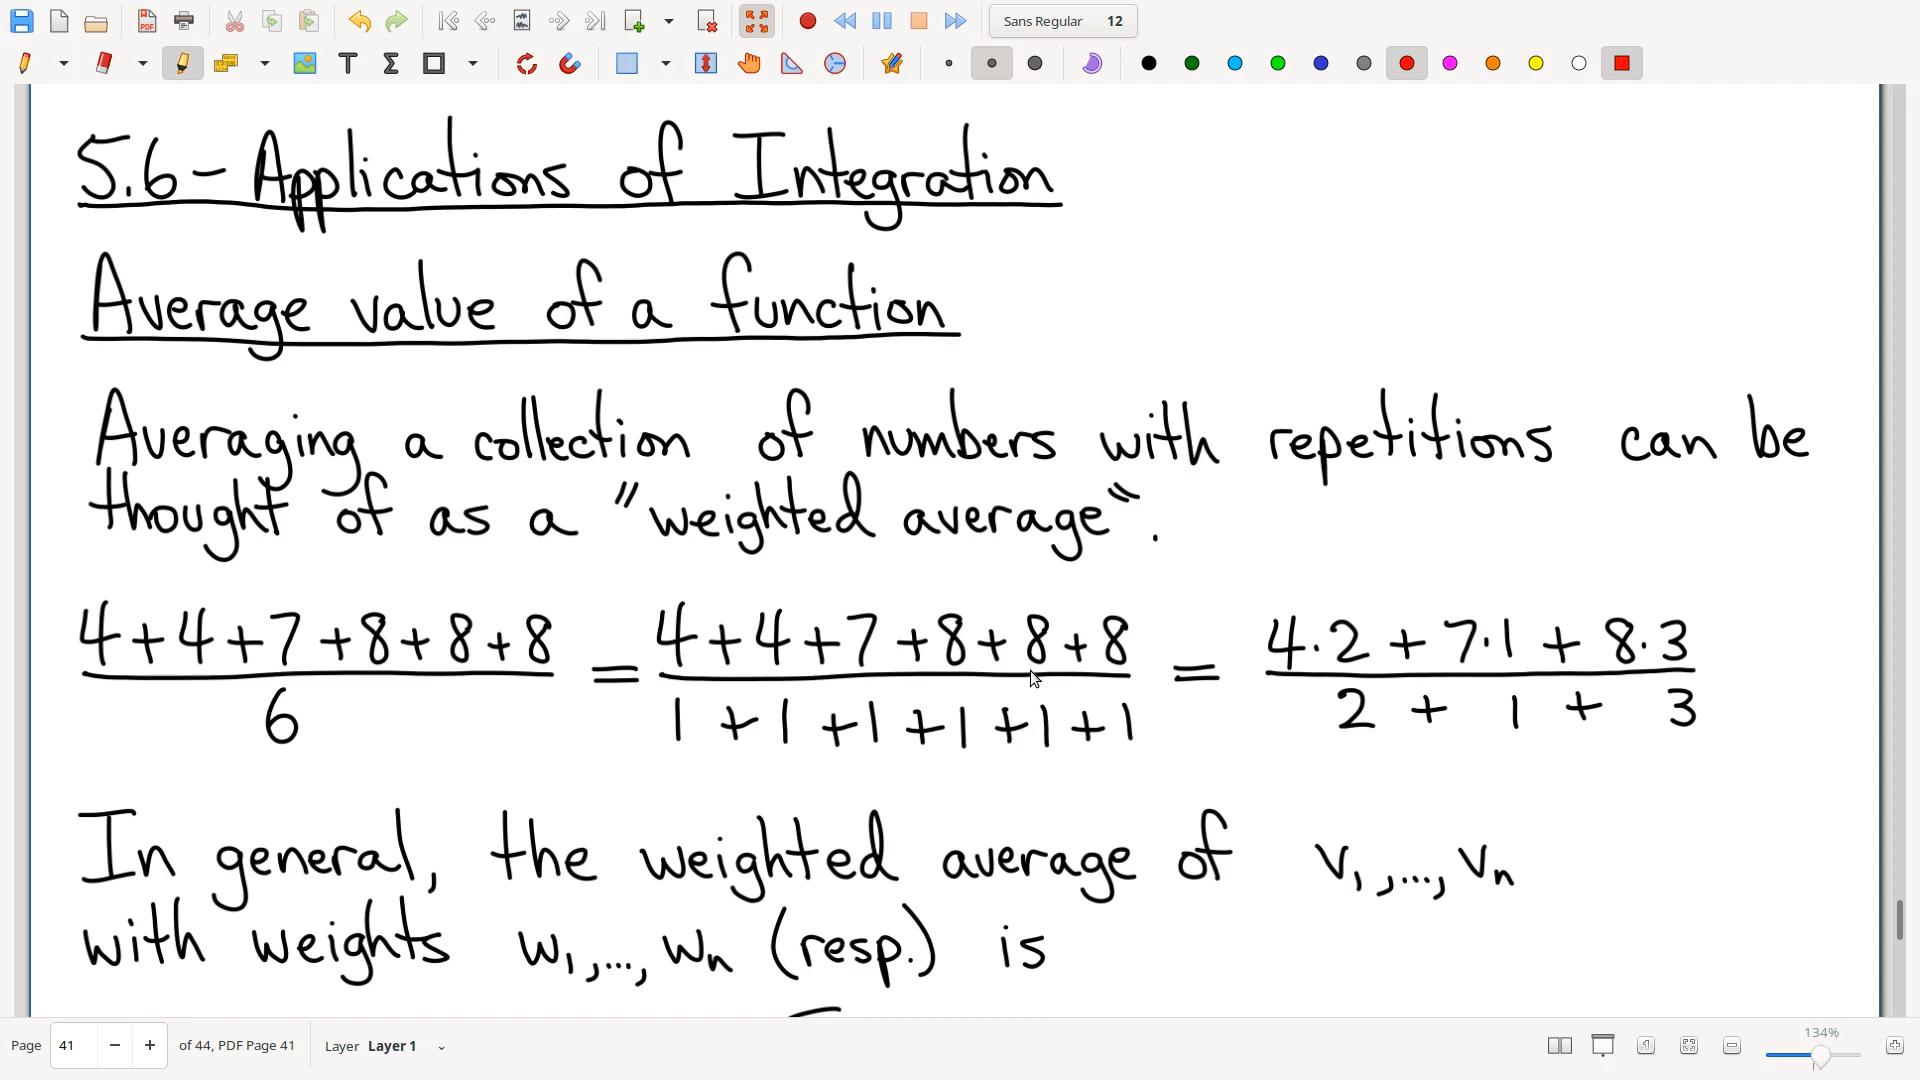 Sans Regular 12
5.6 - Applications of Integration
Average value of a function
Averaging a collection of numbers with repetitions can be
thought of as a "weighted average".
4+4+7+8+8+8 / 6 = 4+4+7+8+8+8 / 1+1+1+1+1+1 = 4·2 + 7·1 + 8·3 / 2 + 1 + 3
In general, the weighted average of v₁,...,vₙ
with weights w₁,...,wₙ (resp.) is
134%
Page 41 of 44, PDF Page 41 Layer Layer 1